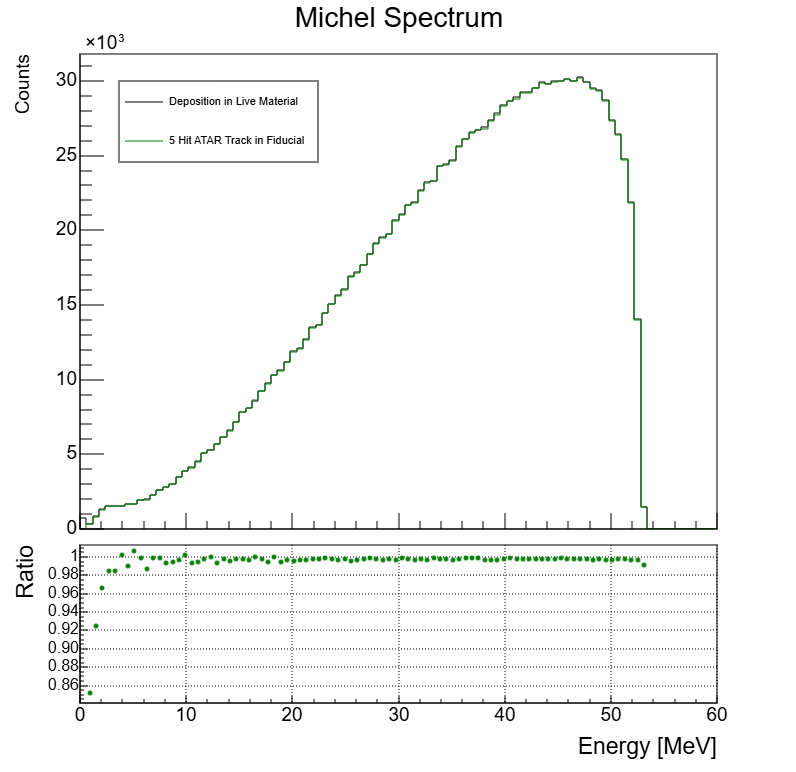 Michel Spectrum
×10³
Counts
30
25
20
15
10
5
0
Deposition in Live Material
5 Hit ATAR Track in Fiducial
Ratio
1
0.98
0.96
0.94
0.92
0.90
0.88
0.86
0 10 20 30 40 50 60
Energy [MeV]